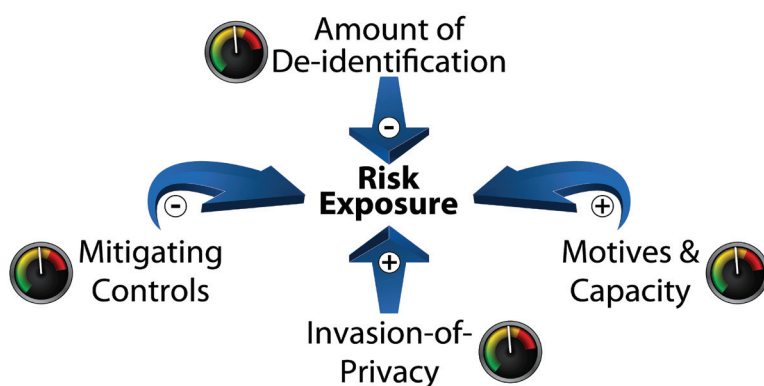 Amount of
De-identification
-
Risk
Exposure
-
+
Mitigating
Controls
+
Motives &
Capacity
Invasion-of-
Privacy